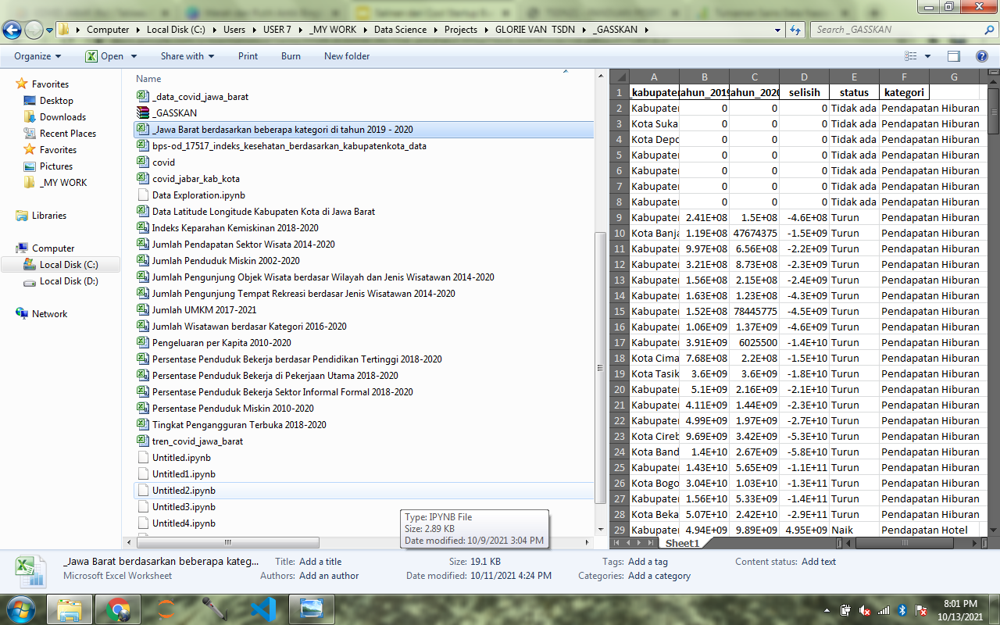 Computer Local Disk (C:) Users USER 7 _MY WORK Data Science Projects GLORIE VAN TSDN _GASSKAN Search _GASSKAN
Organize Open Share with Print Burn New folder
Favorites
Desktop
Downloads
Recent Places
Favorites
Pictures
_MY WORK
Libraries
Computer
Local Disk (C:)
Local Disk (D:)
Network
Name
_data_covid_jawa_barat
_GASSKAN
_Jawa Barat berdasarkan beberapa kategori di tahun 2019 - 2020
bps-od_17517_indeks_kesehatan_berdasarkan_kabupatenkota_data
covid
covid_jabar_kab_kota
Data Exploration.ipynb
Data Latitude Longitude Kabupaten Kota di Jawa Barat
Indeks Keparahan Kemiskinan 2018-2020
Jumlah Pendapatan Sektor Wisata 2014-2020
Jumlah Penduduk Miskin 2002-2020
Jumlah Pengunjung Objek Wisata berdasar Wilayah dan Jenis Wisatawan 2014-2020
Jumlah Pengunjung Tempat Rekreasi berdasar Jenis Wisatawan 2014-2020
Jumlah UMKM 2017-2021
Jumlah Wisatawan berdasar Kategori 2016-2020
Pengeluaran per Kapita 2010-2020
Persentase Penduduk Bekerja berdasar Pendidikan Tertinggi 2018-2020
Persentase Penduduk Bekerja di Pekerjaan Utama 2018-2020
Persentase Penduduk Bekerja Sektor Informal Formal 2018-2020
Persentase Penduduk Miskin 2010-2020
Tingkat Pengangguran Terbuka 2018-2020
tren_covid_jawa_barat
Untitled.ipynb
Untitled1.ipynb
Untitled2.ipynb
Untitled3.ipynb
Untitled4.ipynb
Type: IPYNB File
Size: 2.89 KB
Date modified: 10/9/2021 3:04 PM
A B C D E F G
1 _kabupaten ahun_2019 ahun_2020 selisih status kategori
2 Kabupaten 0 0 0 Tidak ada Pendapatan Hiburan
3 Kota Suka 0 0 0 Tidak ada Pendapatan Hiburan
4 Kota Depo 0 0 0 Tidak ada Pendapatan Hiburan
5 Kabupaten 0 0 0 Tidak ada Pendapatan Hiburan
6 Kabupaten 0 0 0 Tidak ada Pendapatan Hiburan
7 Kabupaten 0 0 0 Tidak ada Pendapatan Hiburan
8 Kabupaten 0 0 0 Tidak ada Pendapatan Hiburan
9 Kabupaten 2.41E+08 1.5E+08 -4.6E+08 Turun Pendapatan Hiburan
10 Kota Banja 1.19E+08 47674375 -1.5E+09 Turun Pendapatan Hiburan
11 Kabupaten 9.97E+08 6.56E+08 -2.2E+09 Turun Pendapatan Hiburan
12 Kabupaten 3.21E+08 8.73E+08 -2.3E+09 Turun Pendapatan Hiburan
13 Kabupaten 1.56E+08 2.15E+08 -2.4E+09 Turun Pendapatan Hiburan
14 Kabupaten 1.63E+08 1.23E+08 -4.3E+09 Turun Pendapatan Hiburan
15 Kabupaten 1.52E+08 78445775 -4.5E+09 Turun Pendapatan Hiburan
16 Kabupaten 1.06E+09 1.37E+09 -4.6E+09 Turun Pendapatan Hiburan
17 Kabupaten 3.91E+09 6025500 -1.4E+10 Turun Pendapatan Hiburan
18 Kota Cima 7.68E+08 2.2E+08 -1.5E+10 Turun Pendapatan Hiburan
19 Kota Tasik 3.6E+09 3.6E+09 -1.8E+10 Turun Pendapatan Hiburan
20 Kabupaten 5.1E+09 2.16E+09 -2.1E+10 Turun Pendapatan Hiburan
21 Kabupaten 4.11E+09 1.44E+09 -2.3E+10 Turun Pendapatan Hiburan
22 Kabupaten 4.99E+09 1.97E+09 -2.7E+10 Turun Pendapatan Hiburan
23 Kota Cireb 9.69E+09 3.42E+09 -5.3E+10 Turun Pendapatan Hiburan
24 Kota Band 1.4E+10 2.67E+09 -5.8E+10 Turun Pendapatan Hiburan
25 Kabupaten 1.43E+10 5.65E+09 -1.1E+11 Turun Pendapatan Hiburan
26 Kota Bogo 3.04E+10 1.03E+10 -1.3E+11 Turun Pendapatan Hiburan
27 Kabupaten 1.56E+10 5.33E+09 -1.4E+11 Turun Pendapatan Hiburan
28 Kota Beka 5.07E+10 2.42E+10 -2.9E+11 Turun Pendapatan Hiburan
29 Kabupaten 4.94E+09 9.89E+09 4.95E+09 Naik Pendapatan Hotel
Sheet1
_Jawa Barat berdasarkan beberapa kateg... Title: Add a title Size: 19.1 KB Tags: Add a tag Content status: Add text
Microsoft Excel Worksheet Authors: Add an author Date modified: 10/11/2021 4:24 PM Categories: Add a category
8:01 PM
10/13/2021